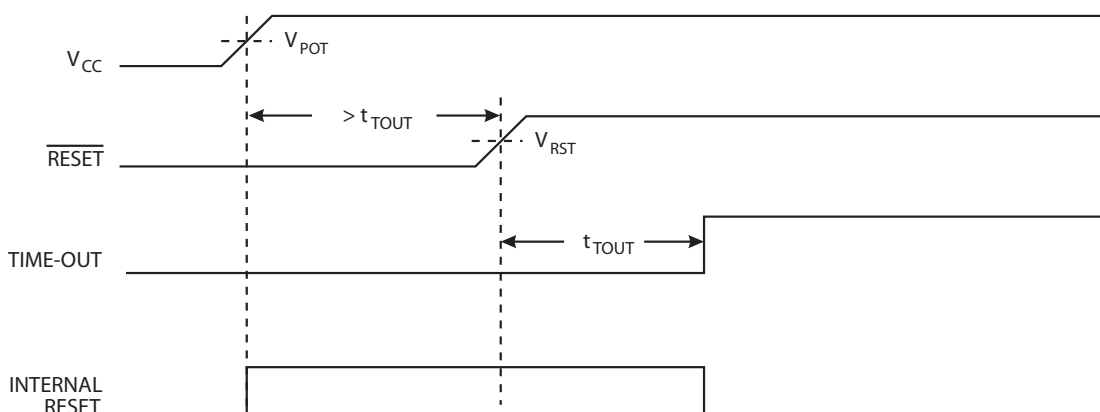 V_CC
V_POT
> t_TOUT
RESET
V_RST
t_TOUT
TIME-OUT
INTERNAL
RESET